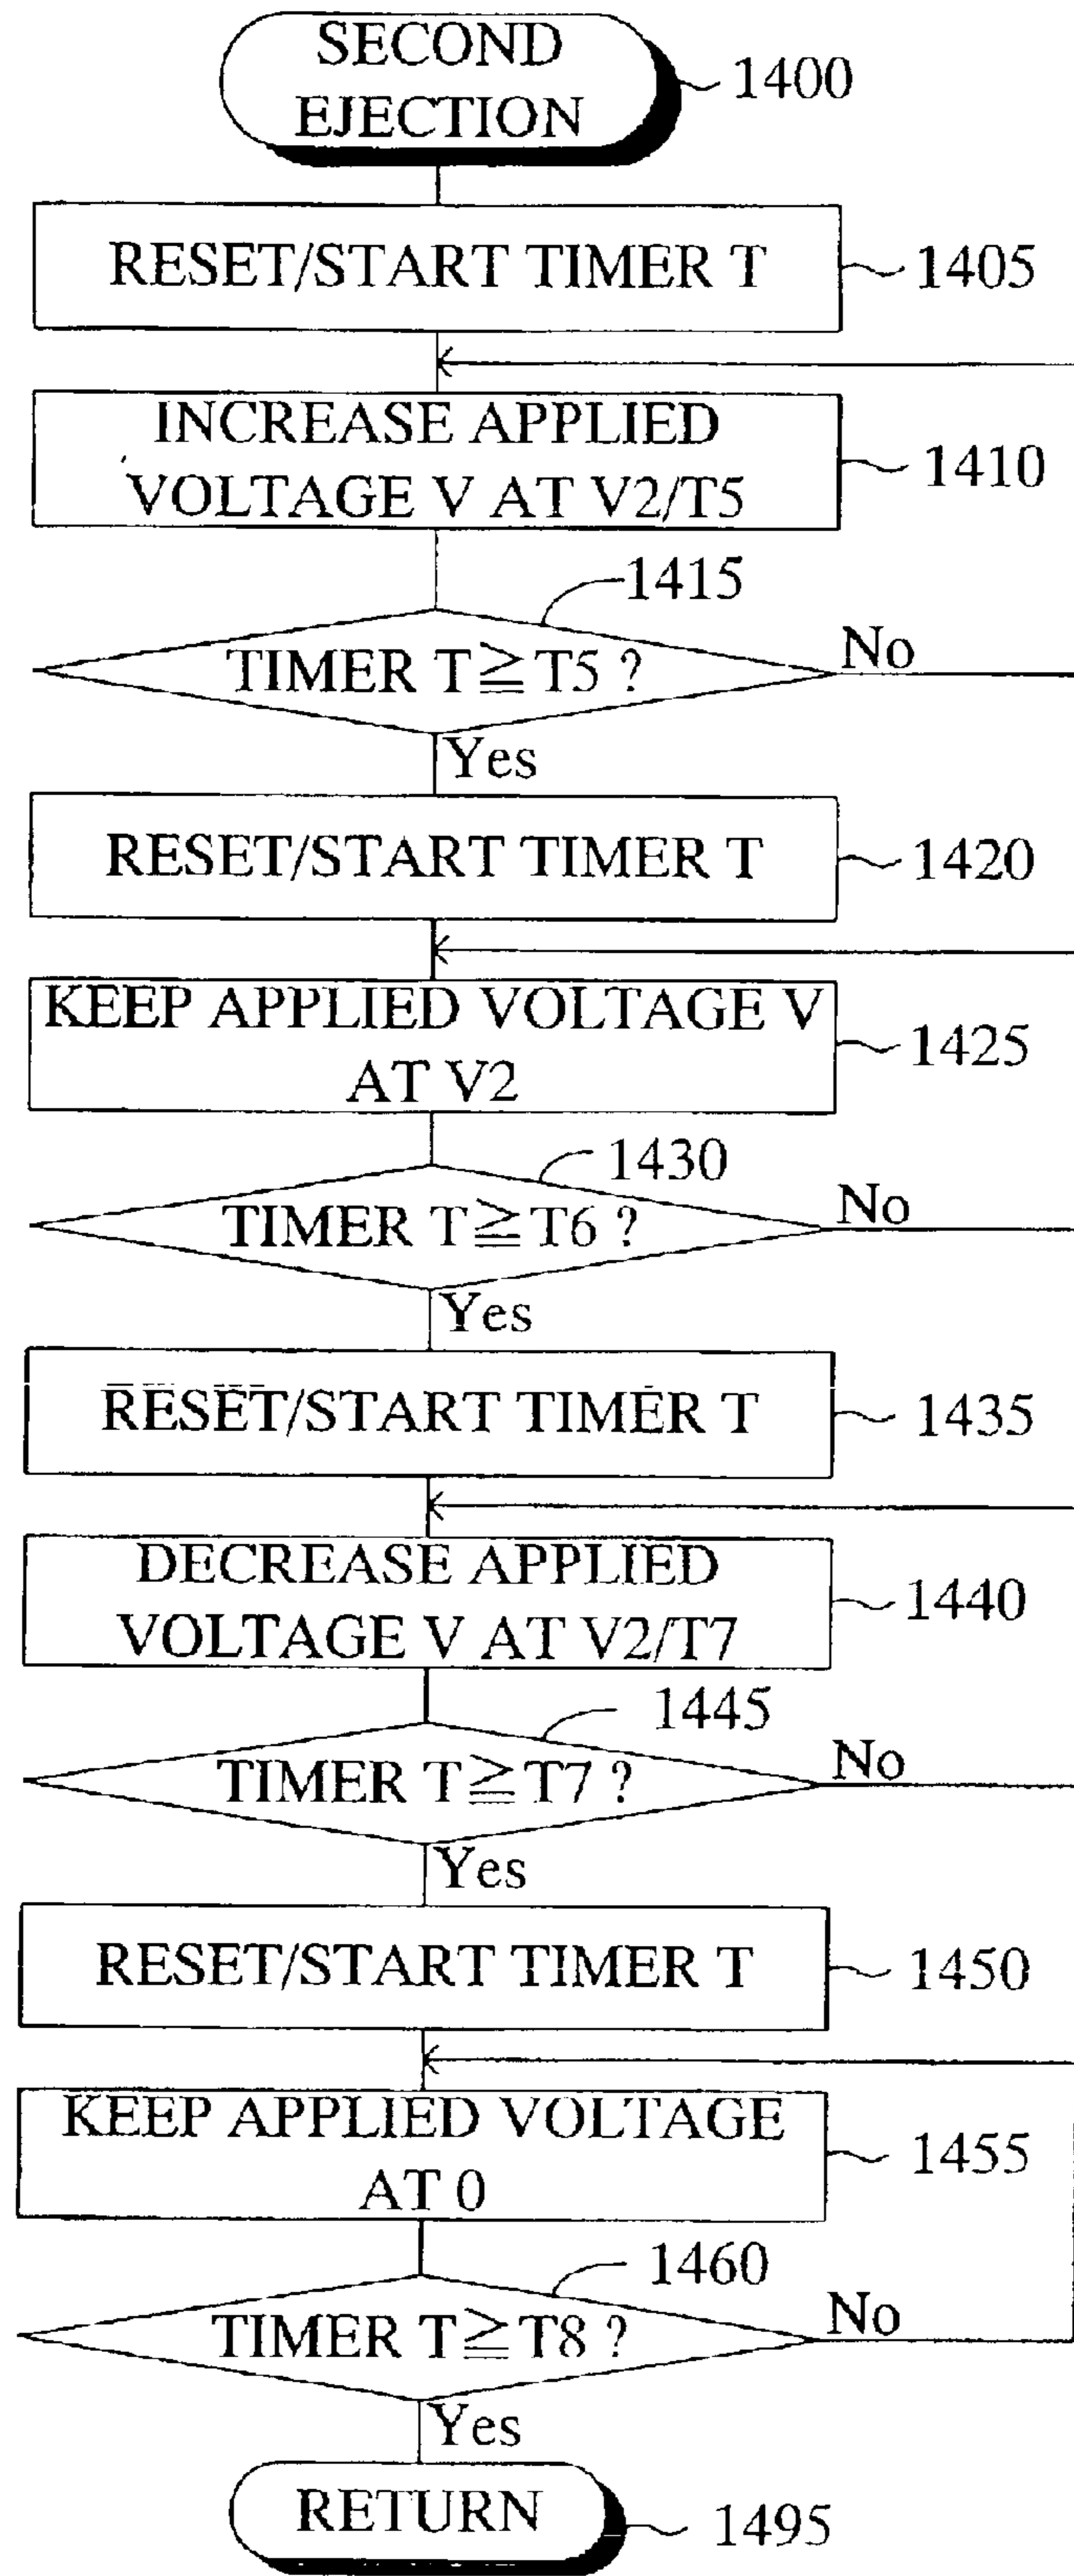 SECOND
EJECTION
1400
RESET/START TIMER T
1405
INCREASE APPLIED
VOLTAGE V AT V2/T5
1410
1415
TIMER T≧T5 ?
No
Yes
RESET/START TIMER T
1420
KEEP APPLIED VOLTAGE V
AT V2
1425
1430
TIMER T≧T6 ?
No
Yes
RESET/START TIMER T
1435
DECREASE APPLIED
VOLTAGE V AT V2/T7
1440
1445
TIMER T≧T7 ?
No
Yes
RESET/START TIMER T
1450
KEEP APPLIED VOLTAGE
AT 0
1455
1460
TIMER T≧T8 ?
No
Yes
RETURN
1495